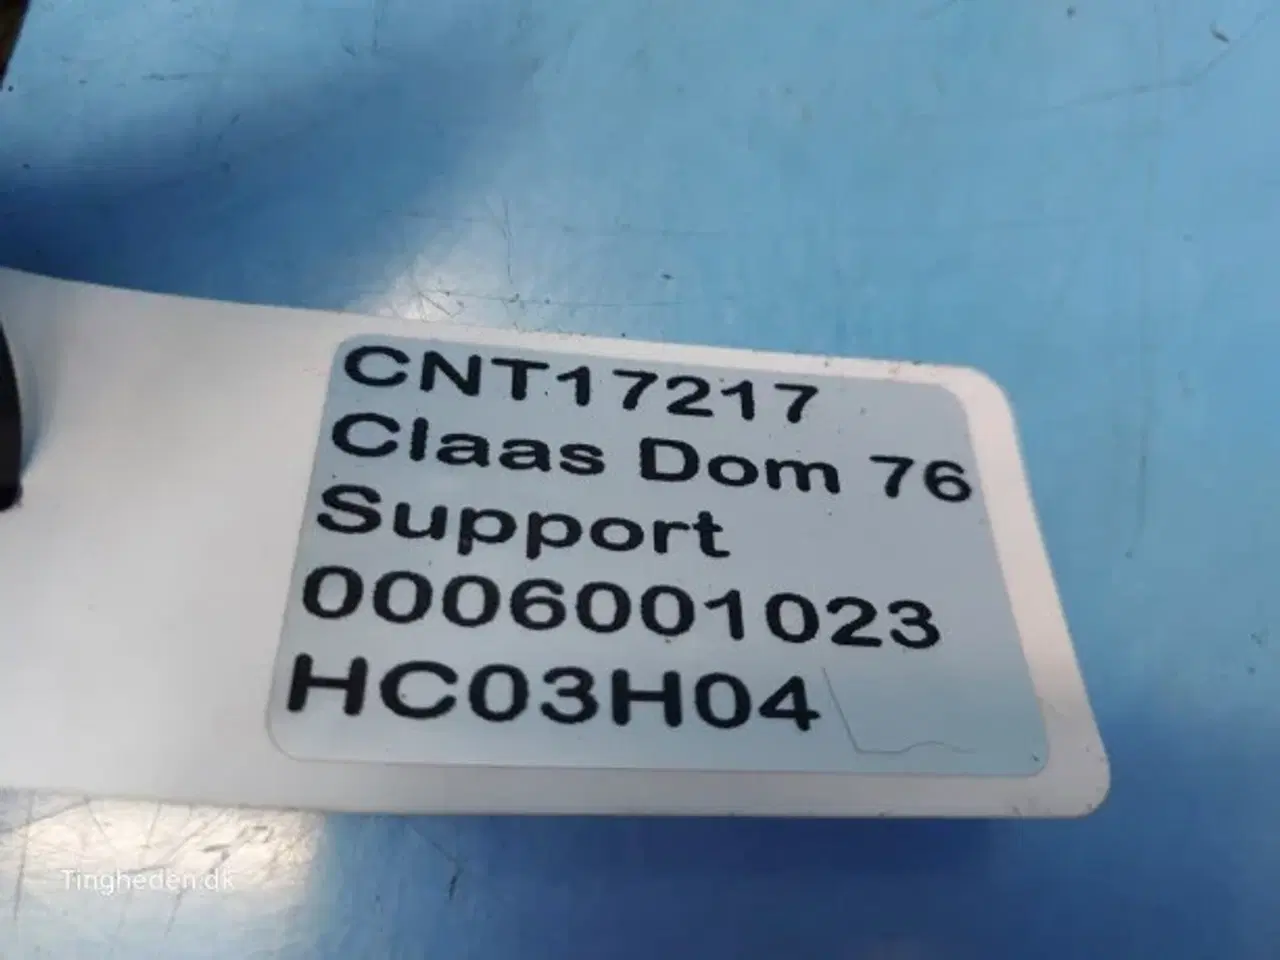 CNT17217
Claas Dom 76
Support
0006001023
HC03H04
Tingheden.dk